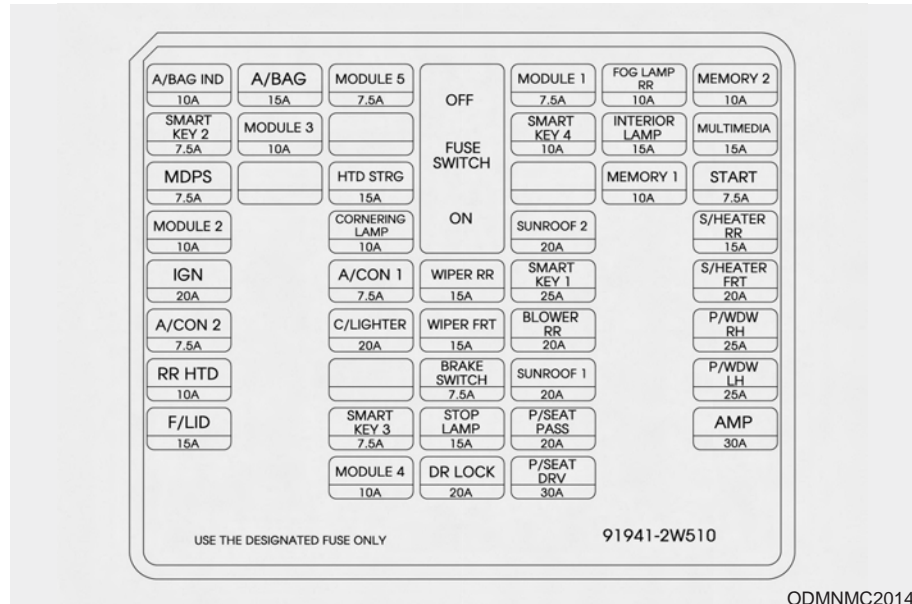 A/BAG IND
10A
A/BAG
15A
MODULE 5
7.5A
OFF
FUSE
SWITCH
ON
MODULE 1
7.5A
FOG LAMP
RR
10A
MEMORY 2
10A
SMART
KEY 2
7.5A
MODULE 3
10A
SMART
KEY 4
10A
INTERIOR
LAMP
15A
MULTIMEDIA
15A
MDPS
7.5A
HTD STRG
15A
MEMORY 1
10A
START
7.5A
MODULE 2
10A
CORNERING
LAMP
10A
SUNROOF 2
20A
S/HEATER
RR
15A
IGN
20A
A/CON 1
7.5A
WIPER RR
15A
SMART
KEY 1
25A
S/HEATER
FRT
20A
A/CON 2
7.5A
C/LIGHTER
20A
WIPER FRT
15A
BLOWER
RR
20A
P/WDW
RH
25A
RR HTD
10A
BRAKE
SWITCH
7.5A
SUNROOF 1
20A
P/WDW
LH
25A
F/LID
15A
SMART
KEY 3
7.5A
STOP
LAMP
15A
P/SEAT
PASS
20A
AMP
30A
MODULE 4
10A
DR LOCK
20A
P/SEAT
DRV
30A
USE THE DESIGNATED FUSE ONLY
91941-2W510
ODMNMC2014